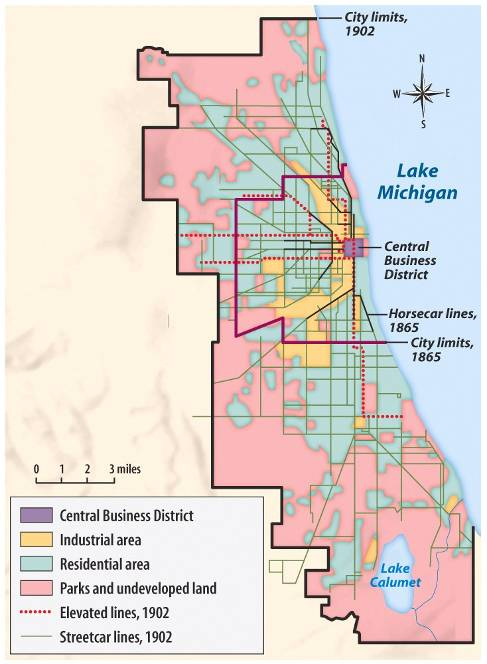 City limits,
1902
N
W
E
S
Lake
Michigan
Central
Business
District
Horsecar lines,
1865
City limits,
1865
0 1 2 3 miles
Central Business District
Industrial area
Residential area
Parks and undeveloped land
Elevated lines, 1902
Streetcar lines, 1902
Lake
Calumet